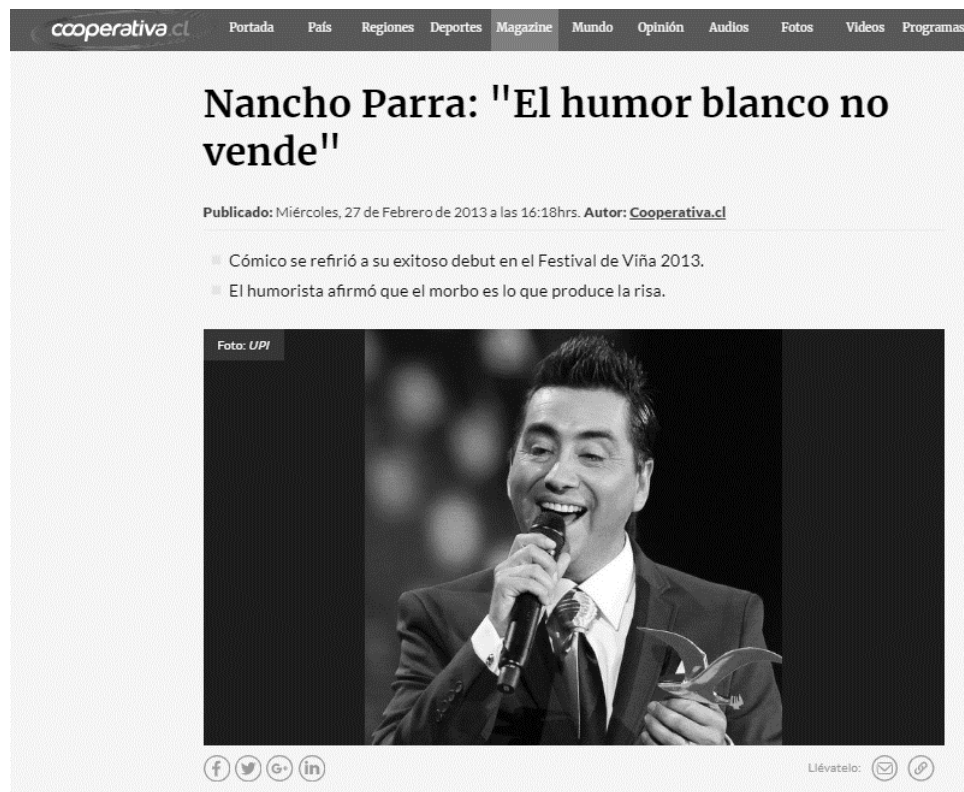 cooperativa.cl Portada País Regiones Deportes Magazine Mundo Opinión Audios Fotos Videos Programas
Nancho Parra: "El humor blanco no
vende"
Publicado: Miércoles, 27 de Febrero de 2013 a las 16:18hrs. Autor: Cooperativa.cl
Cómico se refirió a su exitoso debut en el Festival de Viña 2013.
El humorista afirmó que el morbo es lo que produce la risa.
Foto: UPI
f G+ in Llévatelo: